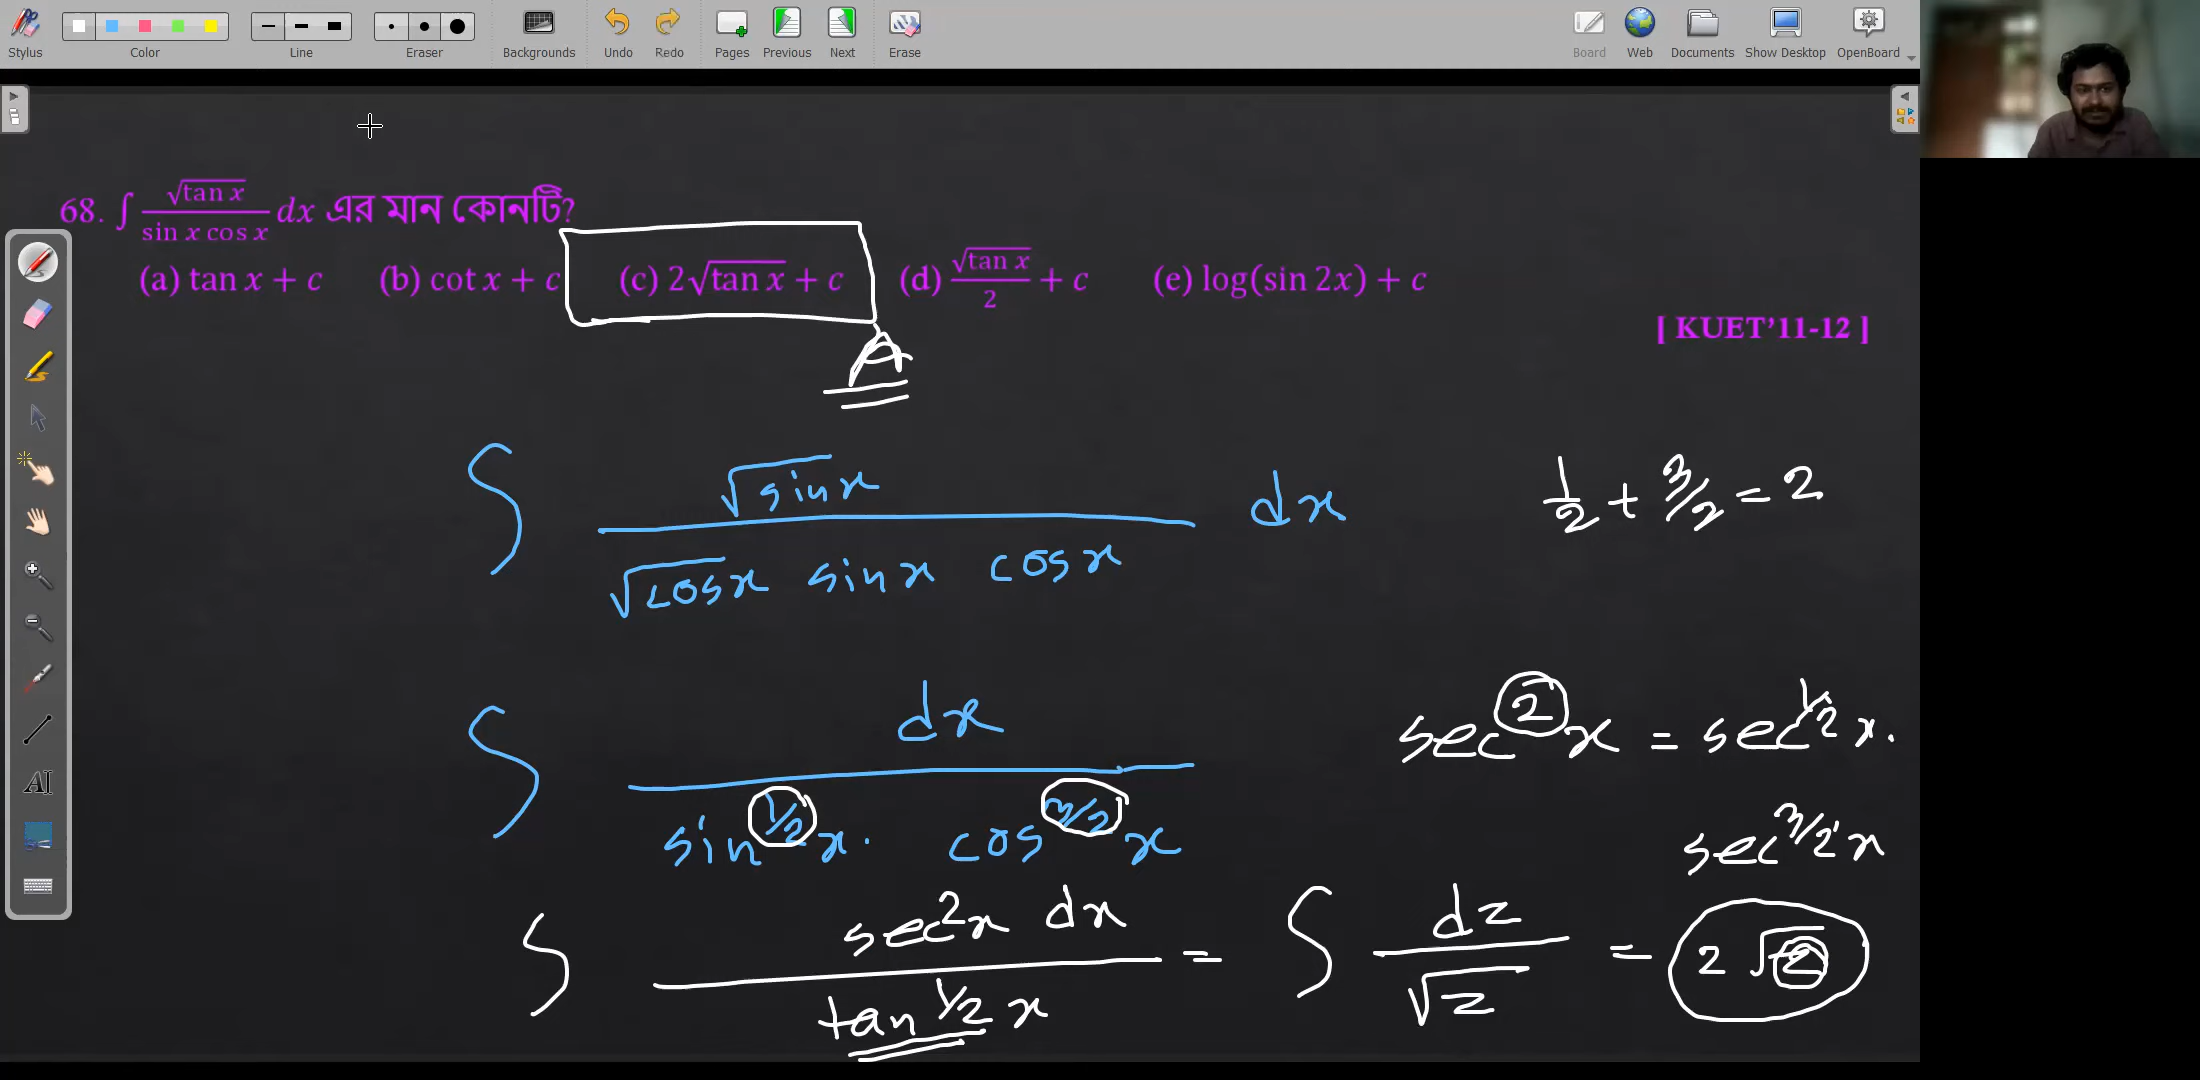 Stylus Color Line Eraser Backgrounds Undo Redo Pages Previous Next Erase Board Web Documents Show Desktop OpenBoard
68. ∫ √tan x / sin x cos x dx এর মান কোনটি?
(a) tan x + c (b) cot x + c (c) 2√tan x + c (d) √tan x / 2 + c (e) log(sin 2x) + c
[ KUET’11-12 ]
A
∫ √sin x / √cos x sin x cos x dx
1/2 + 3/2 = 2
∫ dx / sin^1/2 x · cos^3/2 x
sec^2 x = sec^1/2 x ·
sec^3/2 x
∫ sec^2 x dx / tan^1/2 x = ∫ dz / √z = 2 √z
AI